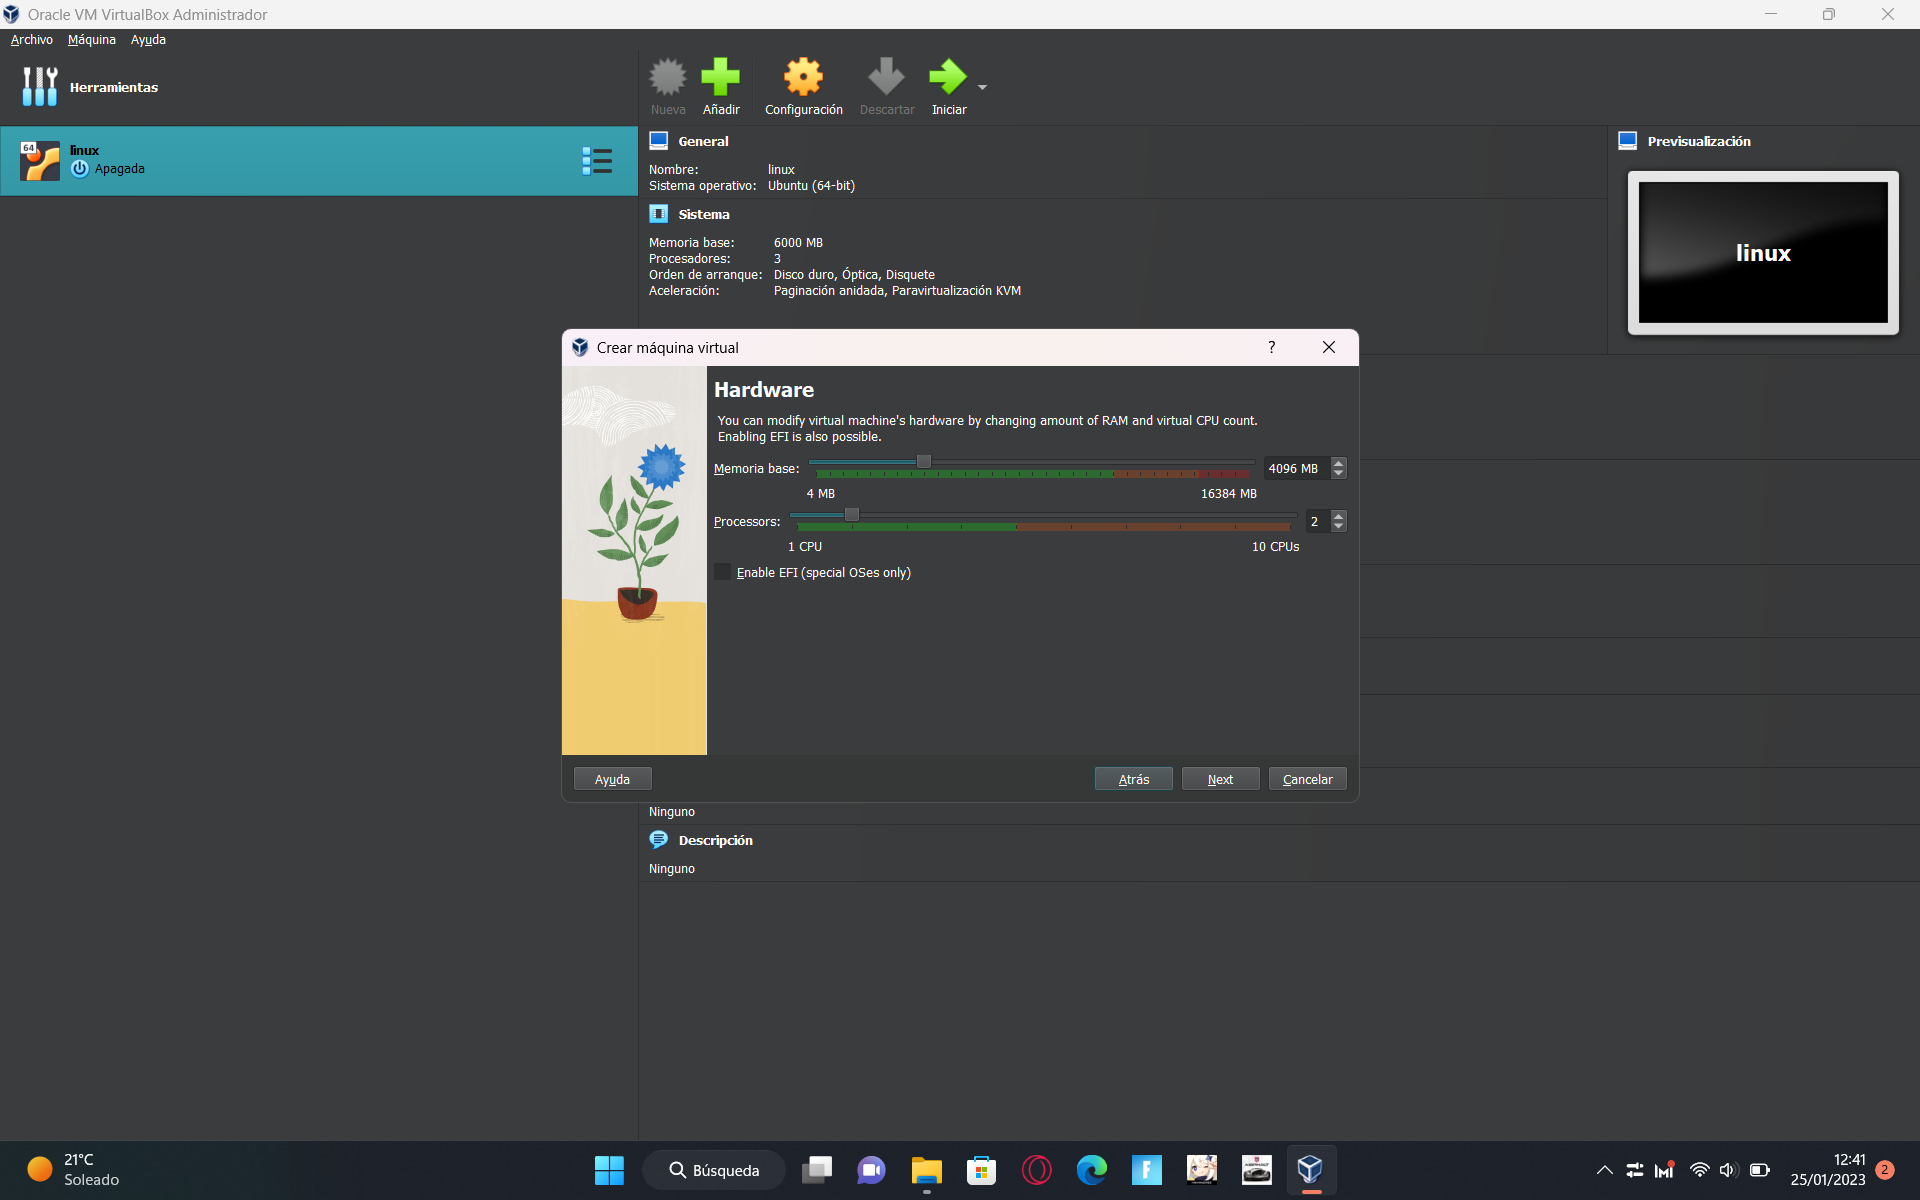 Oracle VM VirtualBox Administrador
Archivo Máquina Ayuda
Herramientas
Nueva Añadir Configuración Descartar Iniciar
64 linux
Apagada
General
Nombre: linux
Sistema operativo: Ubuntu (64-bit)
Sistema
Memoria base: 6000 MB
Procesadores: 3
Orden de arranque: Disco duro, Óptica, Disquete
Aceleración: Paginación anidada, Paravirtualización KVM
Previsualización
linux
Crear máquina virtual ?
Hardware
You can modify virtual machine's hardware by changing amount of RAM and virtual CPU count.
Enabling EFI is also possible.
Memoria base: 4096 MB
4 MB 16384 MB
Processors: 2
1 CPU 10 CPUs
Enable EFI (special OSes only)
Ayuda Atrás Next Cancelar
Ninguno
Descripción
Ninguno
21°C
Soleado
Búsqueda
12:41
25/01/2023
2